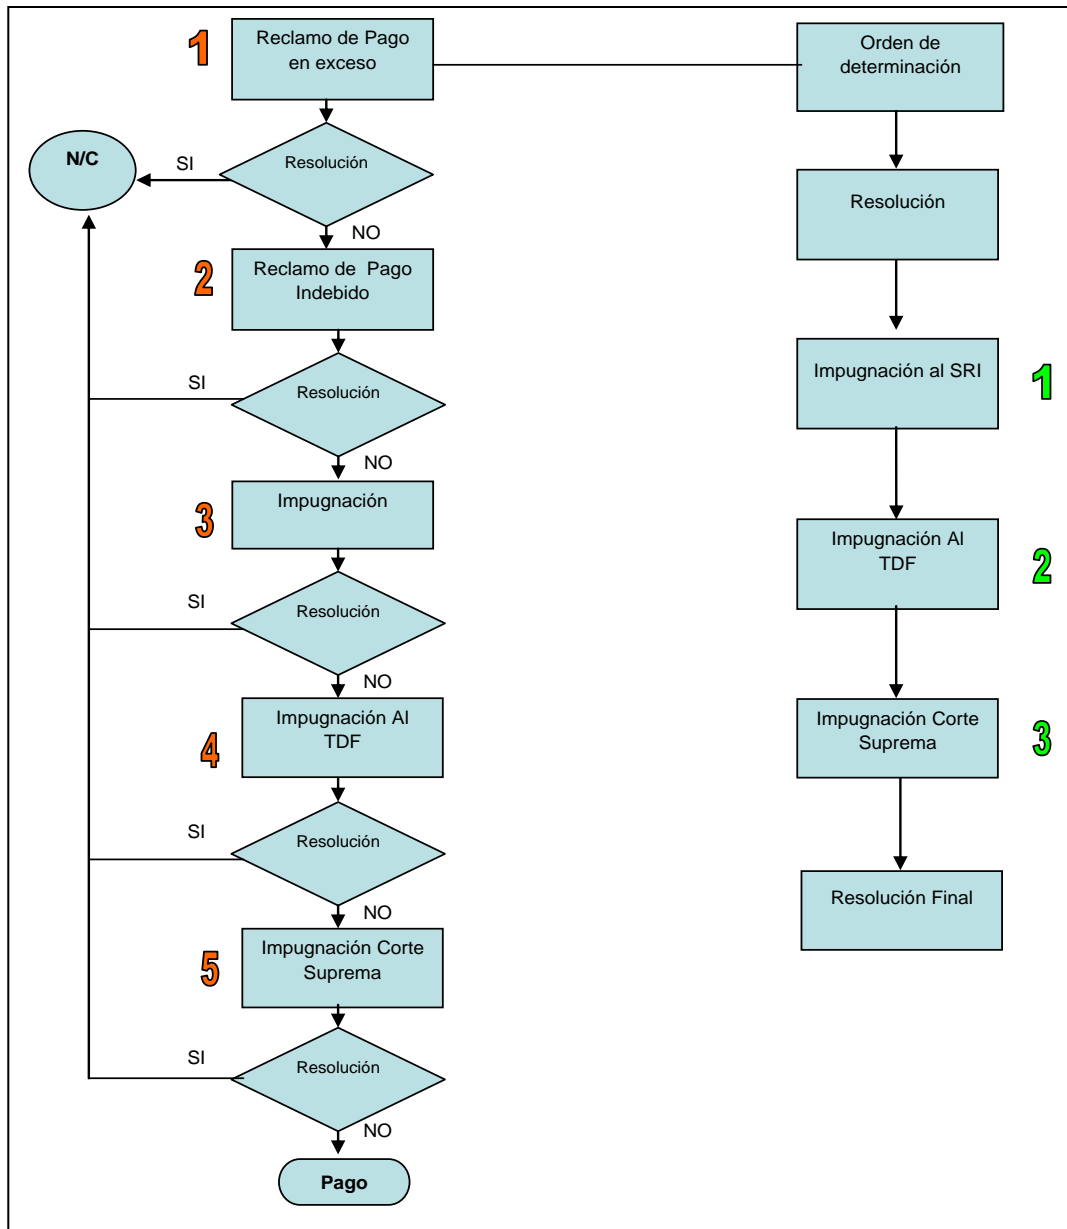 1
Reclamo de Pago
en exceso
Orden de
determinación
N/C
SI
Resolución
NO
Resolución
2
Reclamo de Pago
Indebido
SI
Resolución
NO
Impugnación al SRI
1
3
Impugnación
SI
Resolución
NO
Impugnación Al
TDF
2
4
Impugnación Al
TDF
SI
Resolución
NO
Impugnación Corte
Suprema
3
5
Impugnación Corte
Suprema
Resolución Final
SI
Resolución
NO
Pago